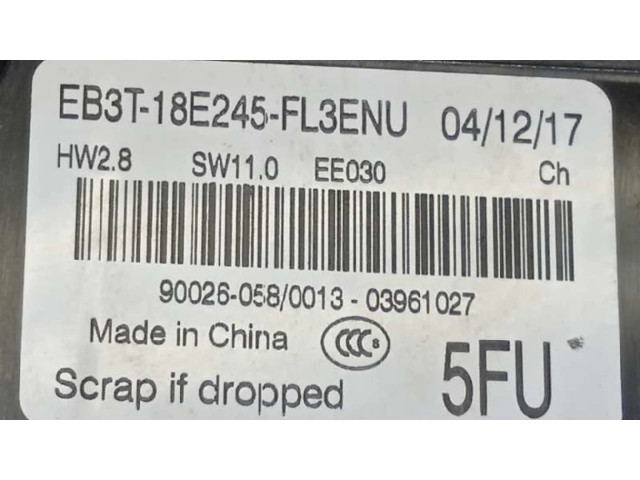 EB3T-18E245-FL3ENU 04/12/17
HW2.8 SW11.0 EE030 Ch
90026-058/0013 - 03961027
Made in China CCC S
Scrap if dropped 5FU